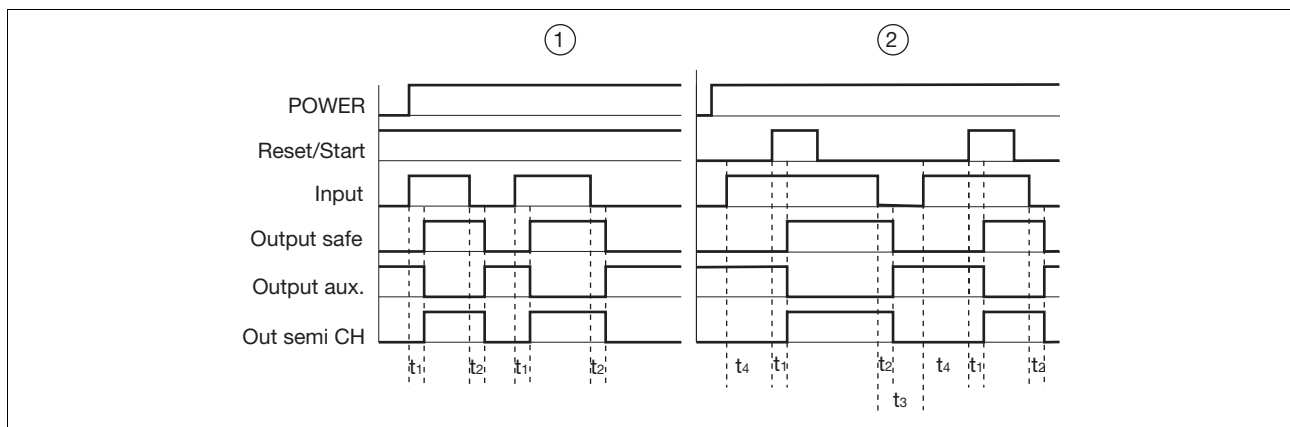 ① ②
POWER
Reset/Start
Input
Output safe
Output aux.
Out semi CH
t1 t2 t1 t2 t4 t1 t2 t4 t1 t2
t3